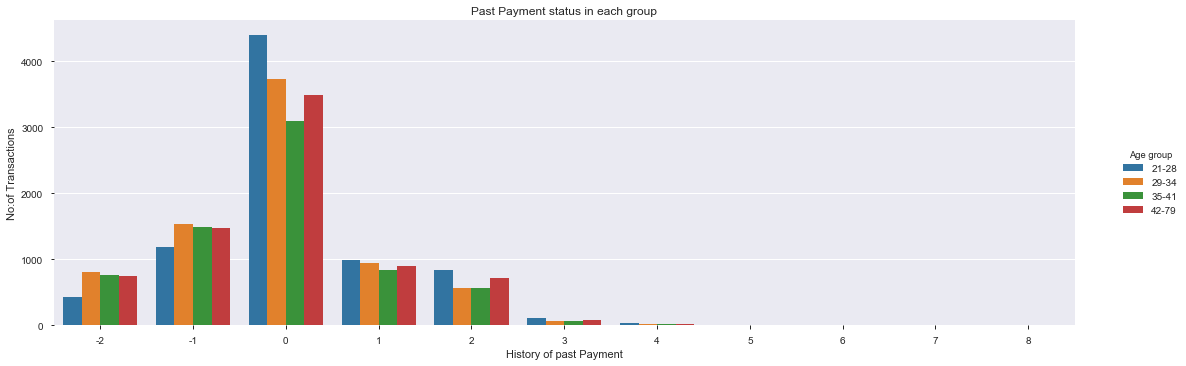 Past Payment status in each group
No:of Transactions
4000
3000
2000
1000
0
-2 -1 0 1 2 3 4 5 6 7 8
History of past Payment
Age group
21-28
29-34
35-41
42-79